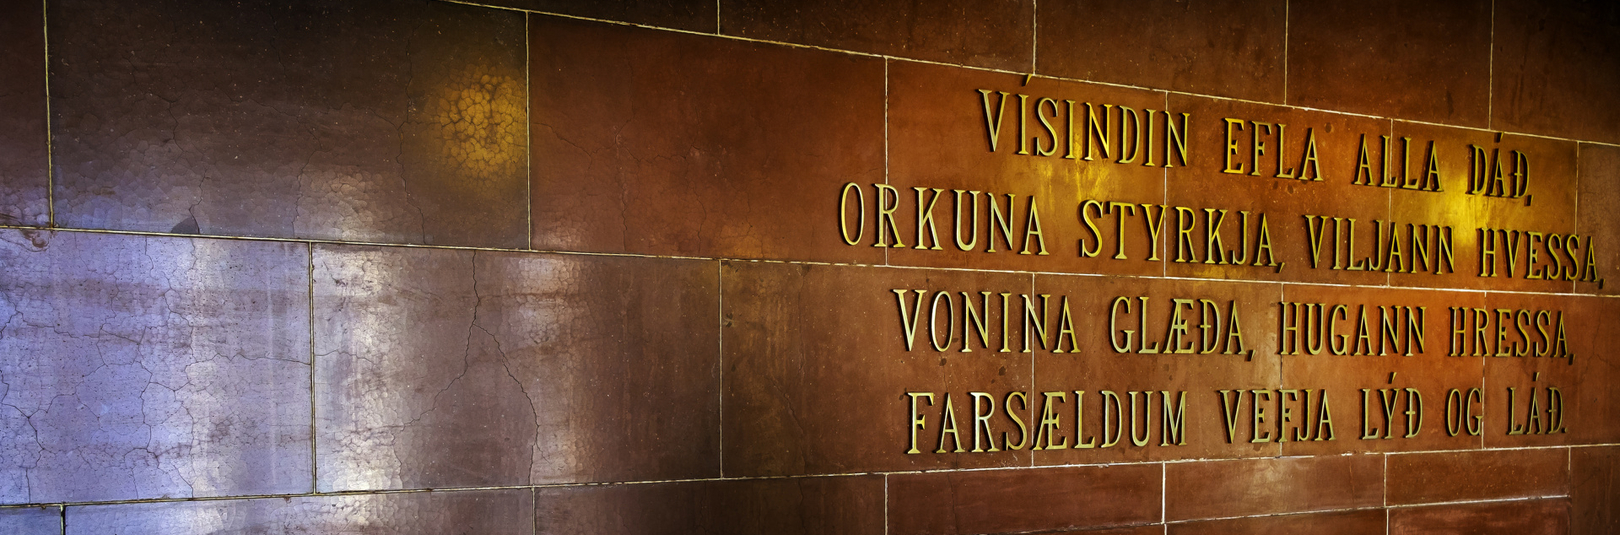 VÍSINDIN EFLA ALLA DÁÐ,
ORKUNA STYRKJA, VILJANN HVESSA,
VONINA GLÆÐA, HUGANN HRESSA,
FARSÆLDUM VEFJA LÝÐ OG LÁÐ.